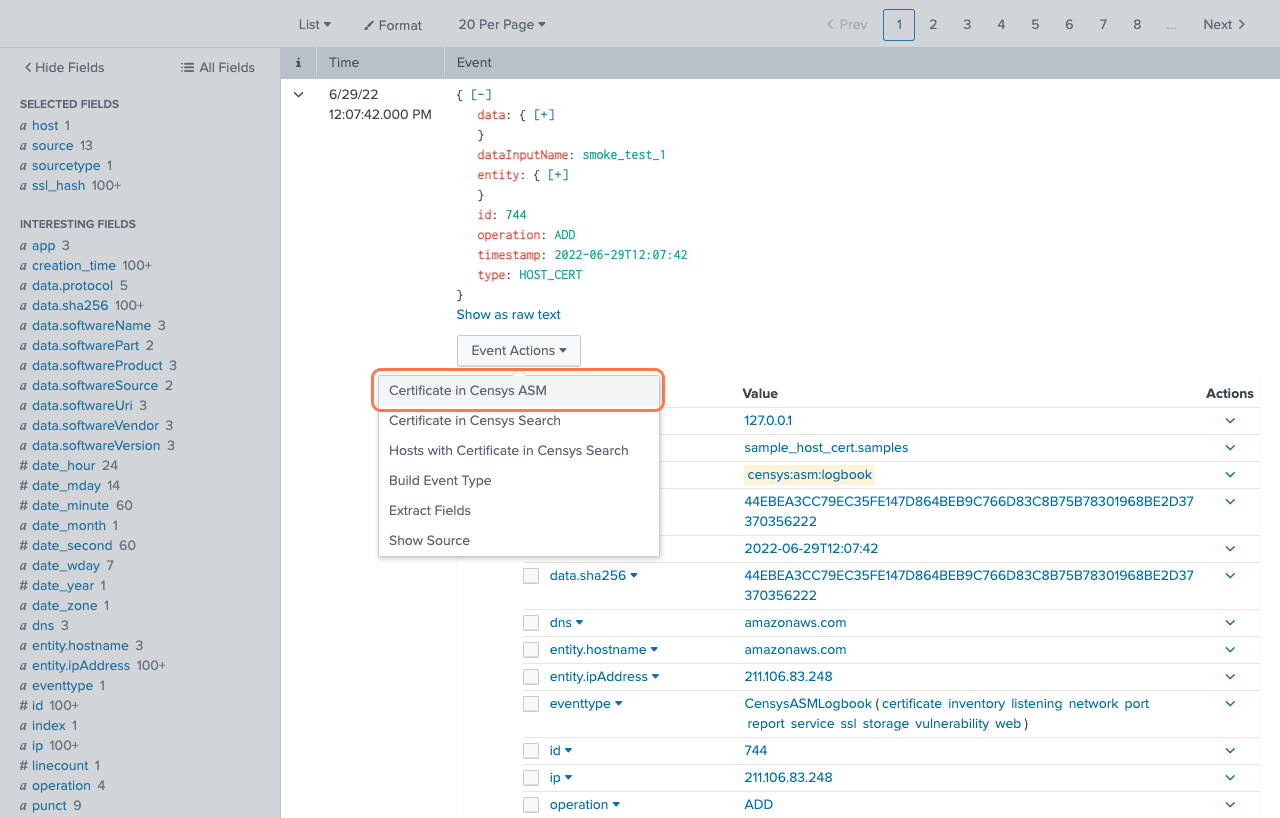 List Format 20 Per Page Prev 1 2 3 4 5 6 7 8 ... Next
Hide Fields All Fields
SELECTED FIELDS
a host 1
a source 13
a sourcetype 1
a ssl_hash 100+
INTERESTING FIELDS
a app 3
a creation_time 100+
a data.protocol 5
a data.sha256 100+
a data.softwareName 3
a data.softwarePart 2
a data.softwareProduct 3
a data.softwareSource 2
a data.softwareUri 3
a data.softwareVendor 3
a data.softwareVersion 3
# date_hour 24
# date_mday 14
# date_minute 60
a date_month 1
# date_second 60
a date_wday 7
# date_year 1
a date_zone 1
a dns 3
a entity.hostname 3
a entity.ipAddress 100+
a eventtype 1
# id 100+
a index 1
a ip 100+
# linecount 1
a operation 4
a punct 9
i Time Event
6/29/22
12:07:42.000 PM
{ [-]
data: { [+]
}
dataInputName: smoke_test_1
entity: { [+]
}
id: 744
operation: ADD
timestamp: 2022-06-29T12:07:42
type: HOST_CERT
}
Show as raw text
Event Actions
Certificate in Censys ASM
Certificate in Censys Search
Hosts with Certificate in Censys Search
Build Event Type
Extract Fields
Show Source
Value Actions
127.0.0.1
sample_host_cert.samples
censys:asm:logbook
44EBEA3CC79EC35FE147D864BEB9C766D83C8B75B78301968BE2D37
370356222
2022-06-29T12:07:42
data.sha256 44EBEA3CC79EC35FE147D864BEB9C766D83C8B75B78301968BE2D37
370356222
dns amazonaws.com
entity.hostname amazonaws.com
entity.ipAddress 211.106.83.248
eventtype CensysASMLogbook ( certificate inventory listening network port
report service ssl storage vulnerability web )
id 744
ip 211.106.83.248
operation ADD